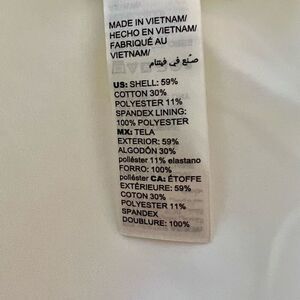 MADE IN VIETNAM/
HECHO EN VIETNAM/
FABRIQUÉ AU
VIETNAM/
صنع في فيتنام
US: SHELL: 59%
COTTON 30%
POLYESTER 11%
SPANDEX LINING:
100% POLYESTER
MX: TELA
EXTERIOR: 59%
ALGODÓN 30%
poliéster 11% elastano
FORRO: 100%
poliéster CA: ÉTOFFE
EXTÉRIEURE: 59%
COTON 30%
POLYESTER 11%
SPANDEX
DOUBLURE: 100%